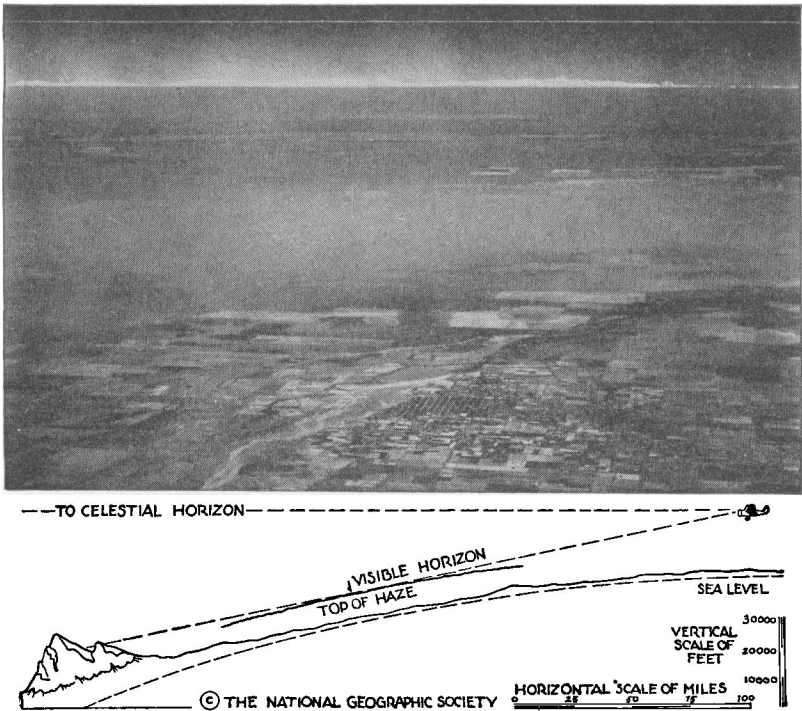 TO CELESTIAL HORIZON
VISIBLE HORIZON
TOP OF HAZE
SEA LEVEL
30000
VERTICAL
SCALE OF
FEET
20000
10000
© THE NATIONAL GEOGRAPHIC SOCIETY
HORIZONTAL SCALE OF MILES
0 25 50 75 100